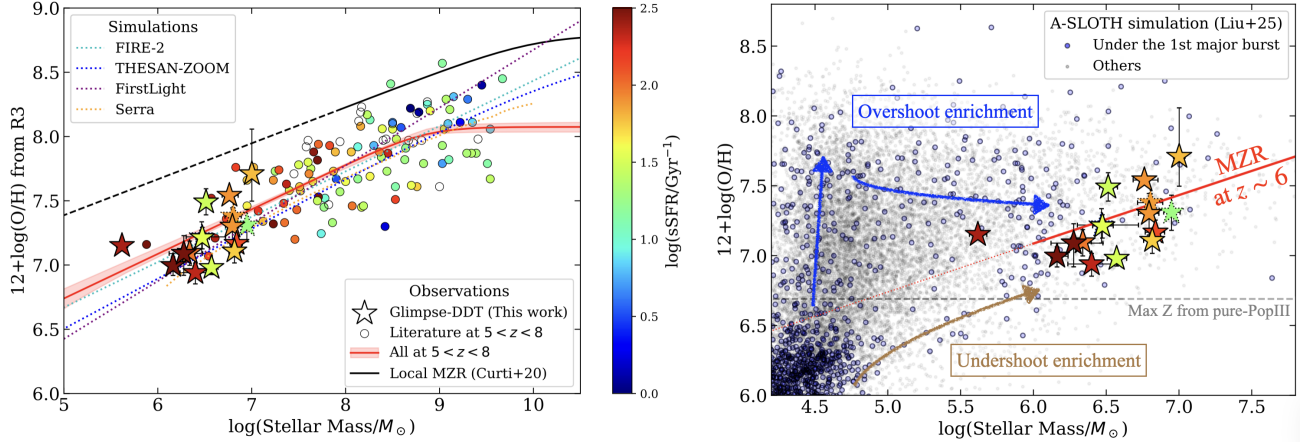 9.0
8.5
8.0
7.5
7.0
6.5
6.0
12+log(O/H) from R3
Simulations
FIRE-2
THESAN-ZOOM
FirstLight
Serra
Observations
Glimpse-DDT (This work)
Literature at 5 < z < 8
All at 5 < z < 8
Local MZR (Curti+20)
5 6 7 8 9 10
log(Stellar Mass/M⊙)
2.5
2.0
1.5
1.0
0.5
0.0
log(sSFR/Gyr⁻¹)
8.5
8.0
7.5
7.0
6.5
6.0
12+log(O/H)
A-SLOTH simulation (Liu+25)
Under the 1st major burst
Others
Overshoot enrichment
MZR
at z ~ 6
Max Z from pure-PopIII
Undershoot enrichment
4.5 5.0 5.5 6.0 6.5 7.0 7.5
log(Stellar Mass/M⊙)